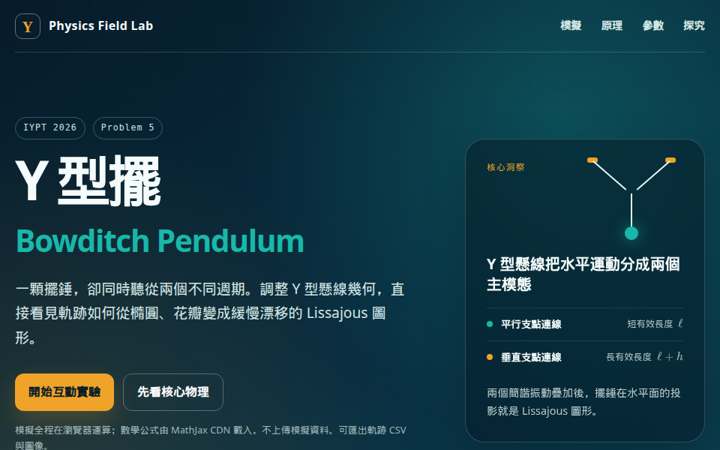 Y Physics Field Lab
模擬 原理 參數 探究
IYPT 2026 Problem 5
Y 型擺
Bowditch Pendulum
一顆擺錘，卻同時聽從兩個不同週期。調整 Y 型懸線幾何，直
接看見軌跡如何從橢圓、花瓣變成緩慢漂移的 Lissajous 圖
形。
開始互動實驗 先看核心物理
模擬全程在瀏覽器運算；數學公式由 MathJax CDN 載入。不上傳模擬資料，可匯出軌跡 CSV
與圖像。
核心洞察
Y 型懸線把水平運動分成兩個
主模態
平行支點連線 短有效長度 ℓ
垂直支點連線 長有效長度 ℓ + h
兩個簡諧振動疊加後，擺錘在水平面的投
影就是 Lissajous 圖形。